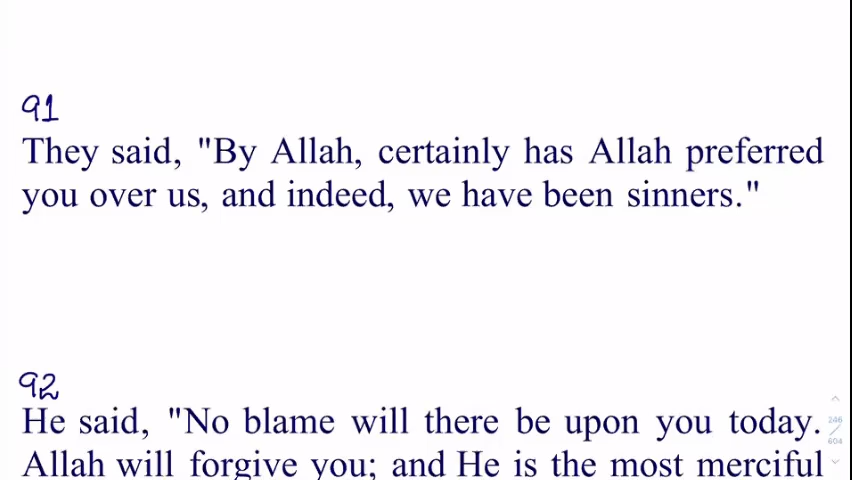 91
They said, "By Allah, certainly has Allah preferred
you over us, and indeed, we have been sinners."
92
He said, "No blame will there be upon you today.
Allah will forgive you; and He is the most merciful
246
604